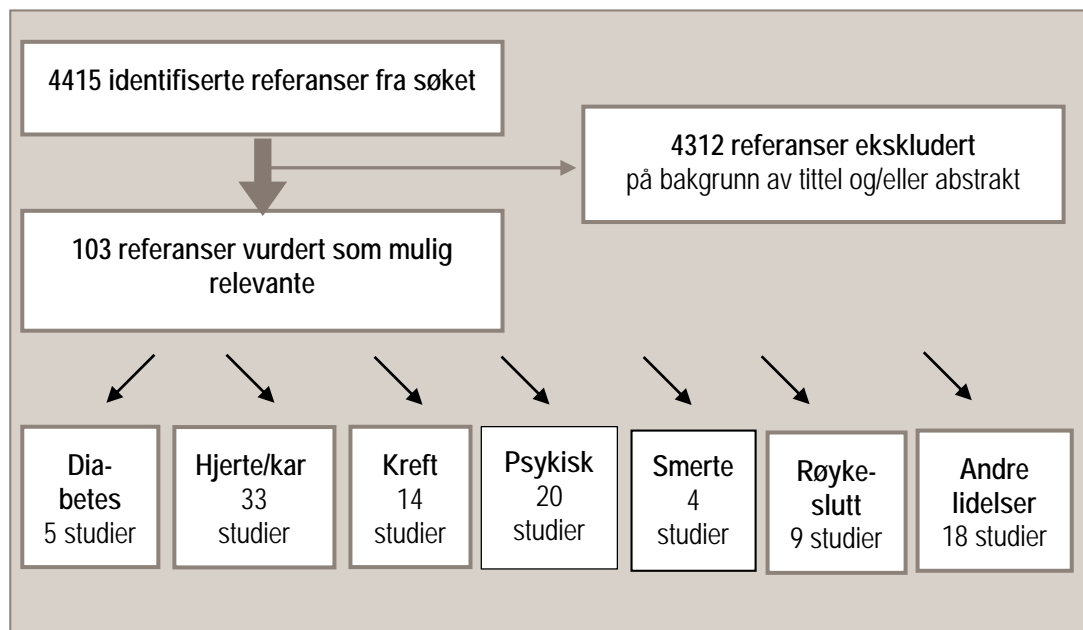 4415 identifiserte referanser fra søket
4312 referanser ekskludert
på bakgrunn av tittel og/eller abstrakt
103 referanser vurdert som mulig
relevante
Dia-
betes
5 studier
Hjerte/kar
33
studier
Kreft
14
studier
Psykisk
20
studier
Smerte
4
studier
Røyke-
slutt
9 studier
Andre
lidelser
18 studier